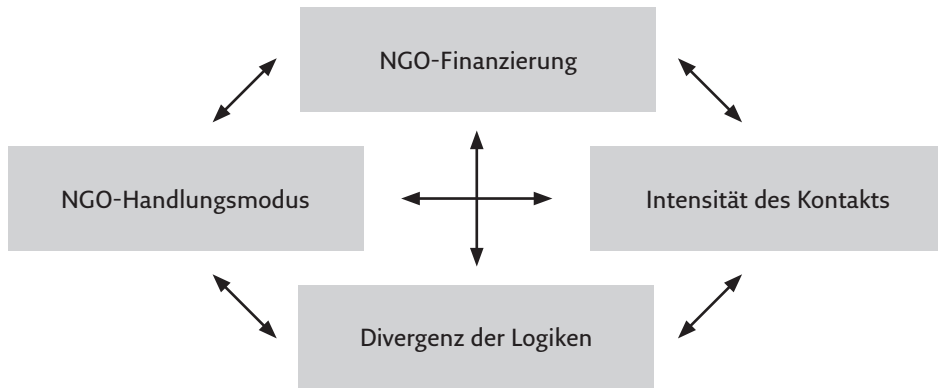 NGO-Finanzierung
NGO-Handlungsmodus
Intensität des Kontakts
Divergenz der Logiken